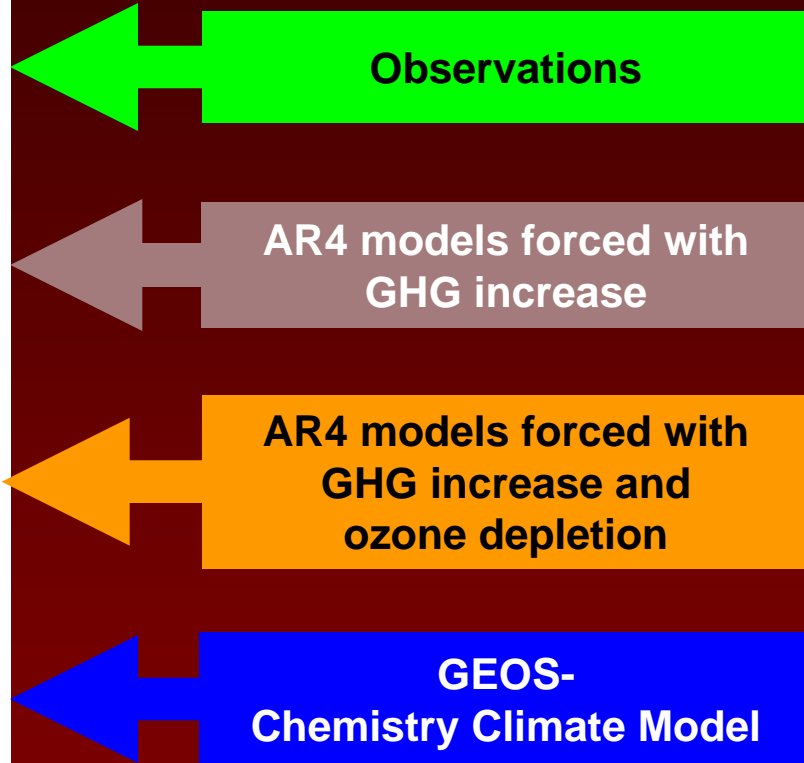 Observations
AR4 models forced with
GHG increase
AR4 models forced with
GHG increase and
ozone depletion
GEOS-
Chemistry Climate Model